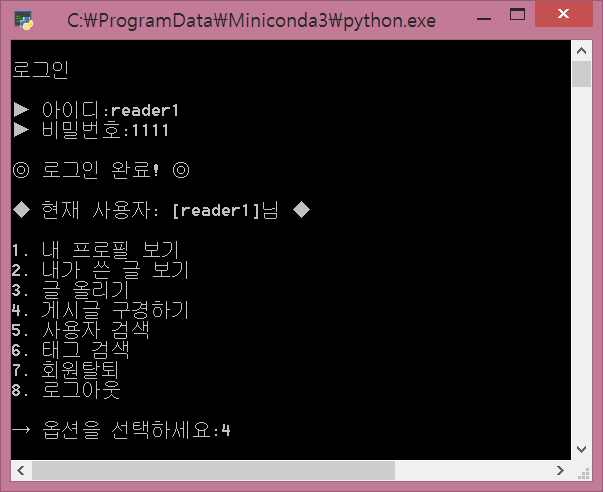 C:₩ProgramData₩Miniconda3₩python.exe
로그인
▶ 아이디:reader1
▶ 비밀번호:1111
◎ 로그인 완료! ◎
◆ 현재 사용자: [reader1]님 ◆
1. 내 프로필 보기
2. 내가 쓴 글 보기
3. 글 올리기
4. 게시글 구경하기
5. 사용자 검색
6. 태그 검색
7. 회원탈퇴
8. 로그아웃
→ 옵션을 선택하세요:4